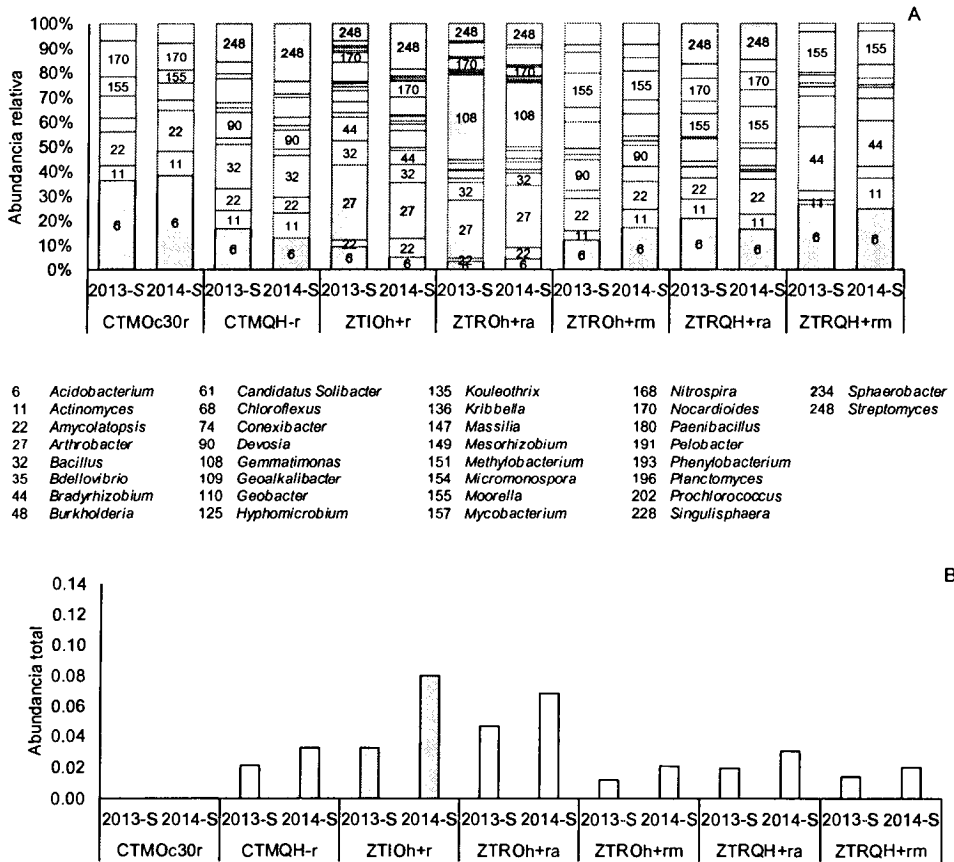 A
Abundancia relativa
100%
90%
80%
70%
60%
50%
40%
30%
20%
10%
0%
170 155 22 11 6
170 155 22 11 6
248 90 32 22 11 6
248 90 32 22 11 6
248 170 44 32 27 22 6
248 170 44 32 27 22 6
248 170 108 32 27 22 6
248 170 108 32 27 22 6
155 90 22 11 6
155 90 22 11 6
248 170 155 22 11 6
248 170 155 22 11 6
155 44 11 6
155 44 11 6
2013-S 2014-S 2013-S 2014-S 2013-S 2014-S 2013-S 2014-S 2013-S 2014-S 2013-S 2014-S 2013-S 2014-S
CTMOc30r CTMQH-r ZTIOh+r ZTROh+ra ZTROh+rm ZTRQH+ra ZTRQH+rm
6 Acidobacterium 61 Candidatus Solibacter 135 Kouleothrix 168 Nitrospira 234 Sphaerobacter
11 Actinomyces 68 Chloroflexus 136 Kribbella 170 Nocardioides 248 Streptomyces
22 Amycolatopsis 74 Conexibacter 147 Massilia 180 Paenibacillus
27 Arthrobacter 90 Devosia 149 Mesorhizobium 191 Pelobacter
32 Bacillus 108 Gemmatimonas 151 Methylobacterium 193 Phenylobacterium
35 Bdellovibrio 109 Geoalkalibacter 154 Micromonospora 196 Planctomyces
44 Bradyrhizobium 110 Geobacter 155 Moorella 202 Prochlorococcus
48 Burkholderia 125 Hyphomicrobium 157 Mycobacterium 228 Singulisphaera
B
Abundancia total
0.14
0.12
0.10
0.08
0.06
0.04
0.02
0.00
2013-S 2014-S 2013-S 2014-S 2013-S 2014-S 2013-S 2014-S 2013-S 2014-S 2013-S 2014-S 2013-S 2014-S
CTMOc30r CTMQH-r ZTIOh+r ZTROh+ra ZTROh+rm ZTRQH+ra ZTRQH+rm